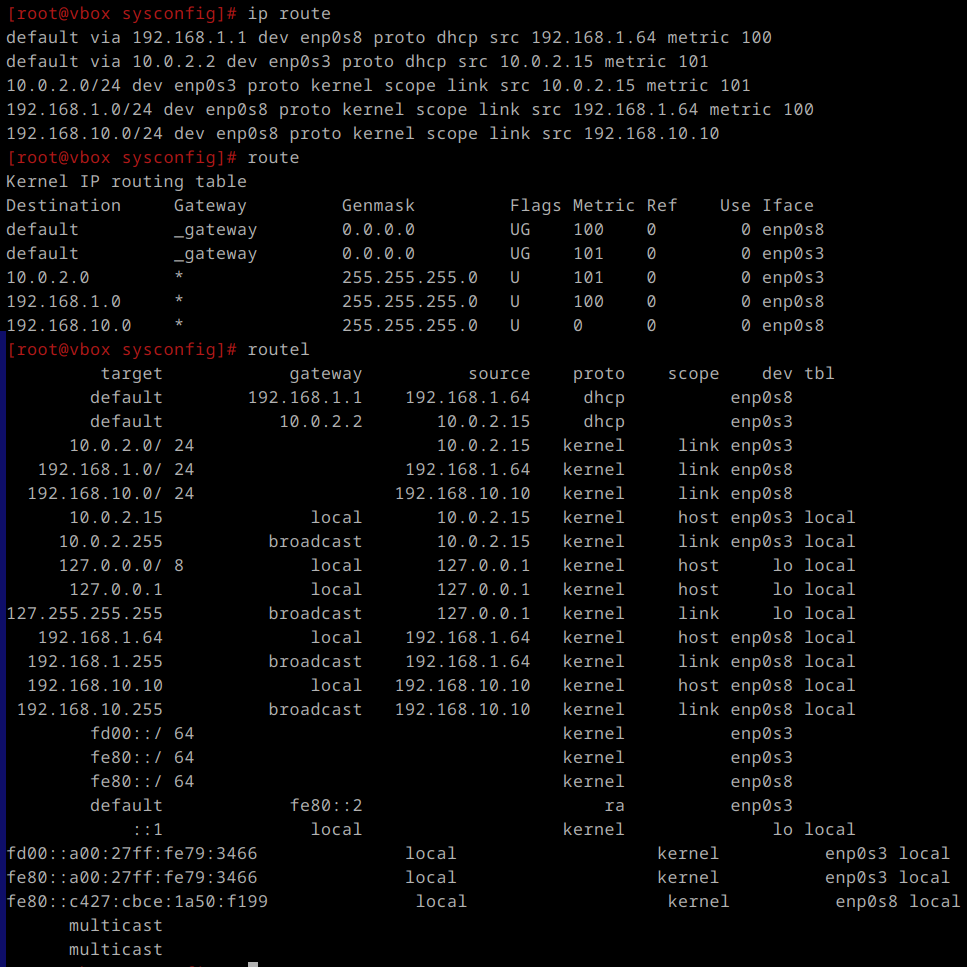 [root@vbox sysconfig]# ip route
default via 192.168.1.1 dev enp0s8 proto dhcp src 192.168.1.64 metric 100
default via 10.0.2.2 dev enp0s3 proto dhcp src 10.0.2.15 metric 101
10.0.2.0/24 dev enp0s3 proto kernel scope link src 10.0.2.15 metric 101
192.168.1.0/24 dev enp0s8 proto kernel scope link src 192.168.1.64 metric 100
192.168.10.0/24 dev enp0s8 proto kernel scope link src 192.168.10.10
[root@vbox sysconfig]# route
Kernel IP routing table
Destination     Gateway         Genmask         Flags Metric Ref    Use Iface
default         _gateway        0.0.0.0         UG    100    0        0 enp0s8
default         _gateway        0.0.0.0         UG    101    0        0 enp0s3
10.0.2.0        *               255.255.255.0   U     101    0        0 enp0s3
192.168.1.0     *               255.255.255.0   U     100    0        0 enp0s8
192.168.10.0    *               255.255.255.0   U     0      0        0 enp0s8
[root@vbox sysconfig]# routel
         target            gateway          source    proto    scope    dev tbl
        default        192.168.1.1    192.168.1.64     dhcp          enp0s8
        default           10.0.2.2       10.0.2.15     dhcp          enp0s3
      10.0.2.0/ 24                       10.0.2.15   kernel     link enp0s3
   192.168.1.0/ 24                    192.168.1.64   kernel     link enp0s8
  192.168.10.0/ 24                   192.168.10.10   kernel     link enp0s8
      10.0.2.15              local       10.0.2.15   kernel     host enp0s3 local
     10.0.2.255          broadcast       10.0.2.15   kernel     link enp0s3 local
     127.0.0.0/ 8            local       127.0.0.1   kernel     host     lo local
      127.0.0.1              local       127.0.0.1   kernel     host     lo local
127.255.255.255          broadcast       127.0.0.1   kernel     link     lo local
   192.168.1.64              local    192.168.1.64   kernel     host enp0s8 local
  192.168.1.255          broadcast    192.168.1.64   kernel     link enp0s8 local
  192.168.10.10              local   192.168.10.10   kernel     host enp0s8 local
 192.168.10.255          broadcast   192.168.10.10   kernel     link enp0s8 local
        fd00::/ 64                                   kernel          enp0s3
        fe80::/ 64                                   kernel          enp0s3
        fe80::/ 64                                   kernel          enp0s8
        default            fe80::2                       ra          enp0s3
            ::1              local                   kernel              lo local
fd00::a00:27ff:fe79:3466              local                   kernel          enp0s3 local
fe80::a00:27ff:fe79:3466              local                   kernel          enp0s3 local
fe80::c427:cbce:1a50:f199              local                   kernel          enp0s8 local
      multicast
      multicast